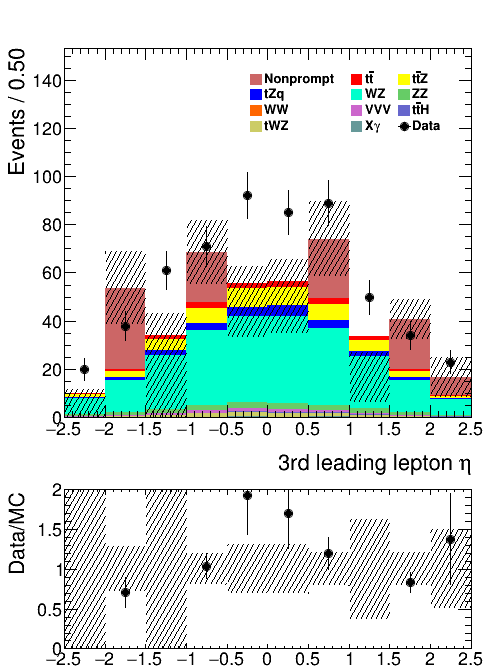 Events / 0.50
140
120
100
80
60
40
20
0
Nonprompt tt̄ tt̄Z
tZq WZ ZZ
WW VVV tt̄H
tWZ Xγ Data
−2.5 −2 −1.5 −1 −0.5 0 0.5 1 1.5 2 2.5
3rd leading lepton η
Data/MC
2
1.5
1
0.5
0
−2.5 −2 −1.5 −1 −0.5 0 0.5 1 1.5 2 2.5